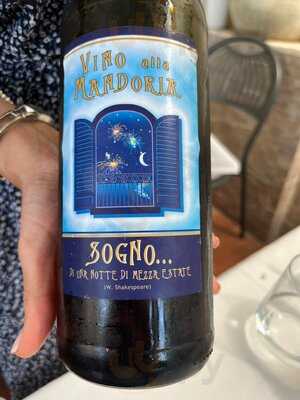 VINO alla
MANDORLA
SOGNO...
DI UNA NOTTE DI MEZZA ESTATE
(W. Shakespeare)